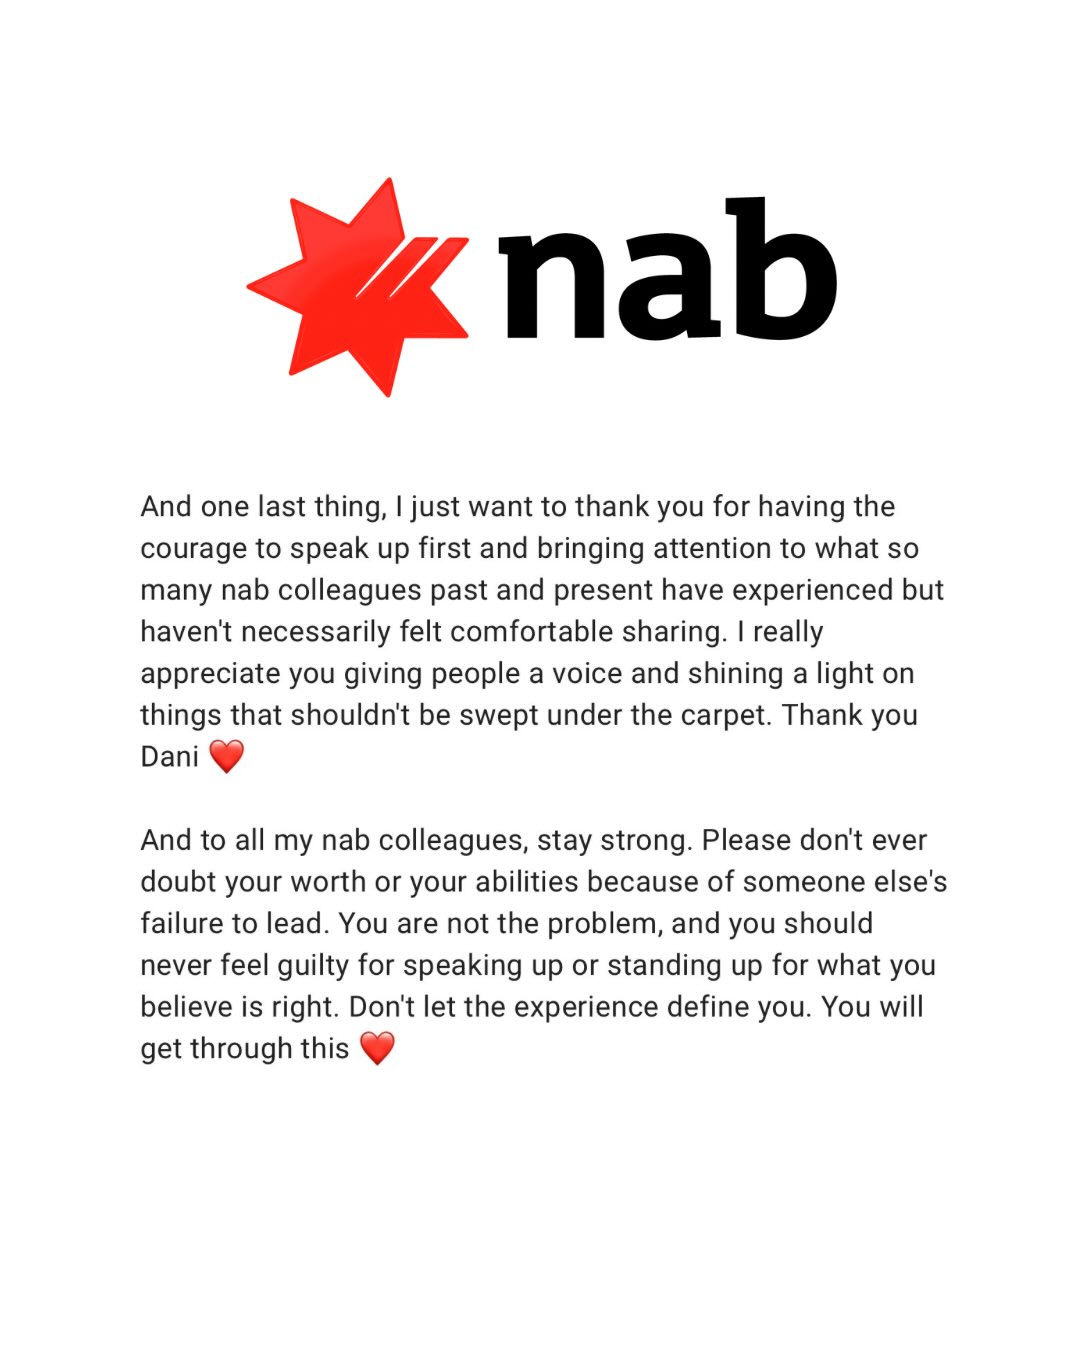 nab
And one last thing, I just want to thank you for having the
courage to speak up first and bringing attention to what so
many nab colleagues past and present have experienced but
haven't necessarily felt comfortable sharing. I really
appreciate you giving people a voice and shining a light on
things that shouldn't be swept under the carpet. Thank you
Dani ❤️
And to all my nab colleagues, stay strong. Please don't ever
doubt your worth or your abilities because of someone else's
failure to lead. You are not the problem, and you should
never feel guilty for speaking up or standing up for what you
believe is right. Don't let the experience define you. You will
get through this ❤️